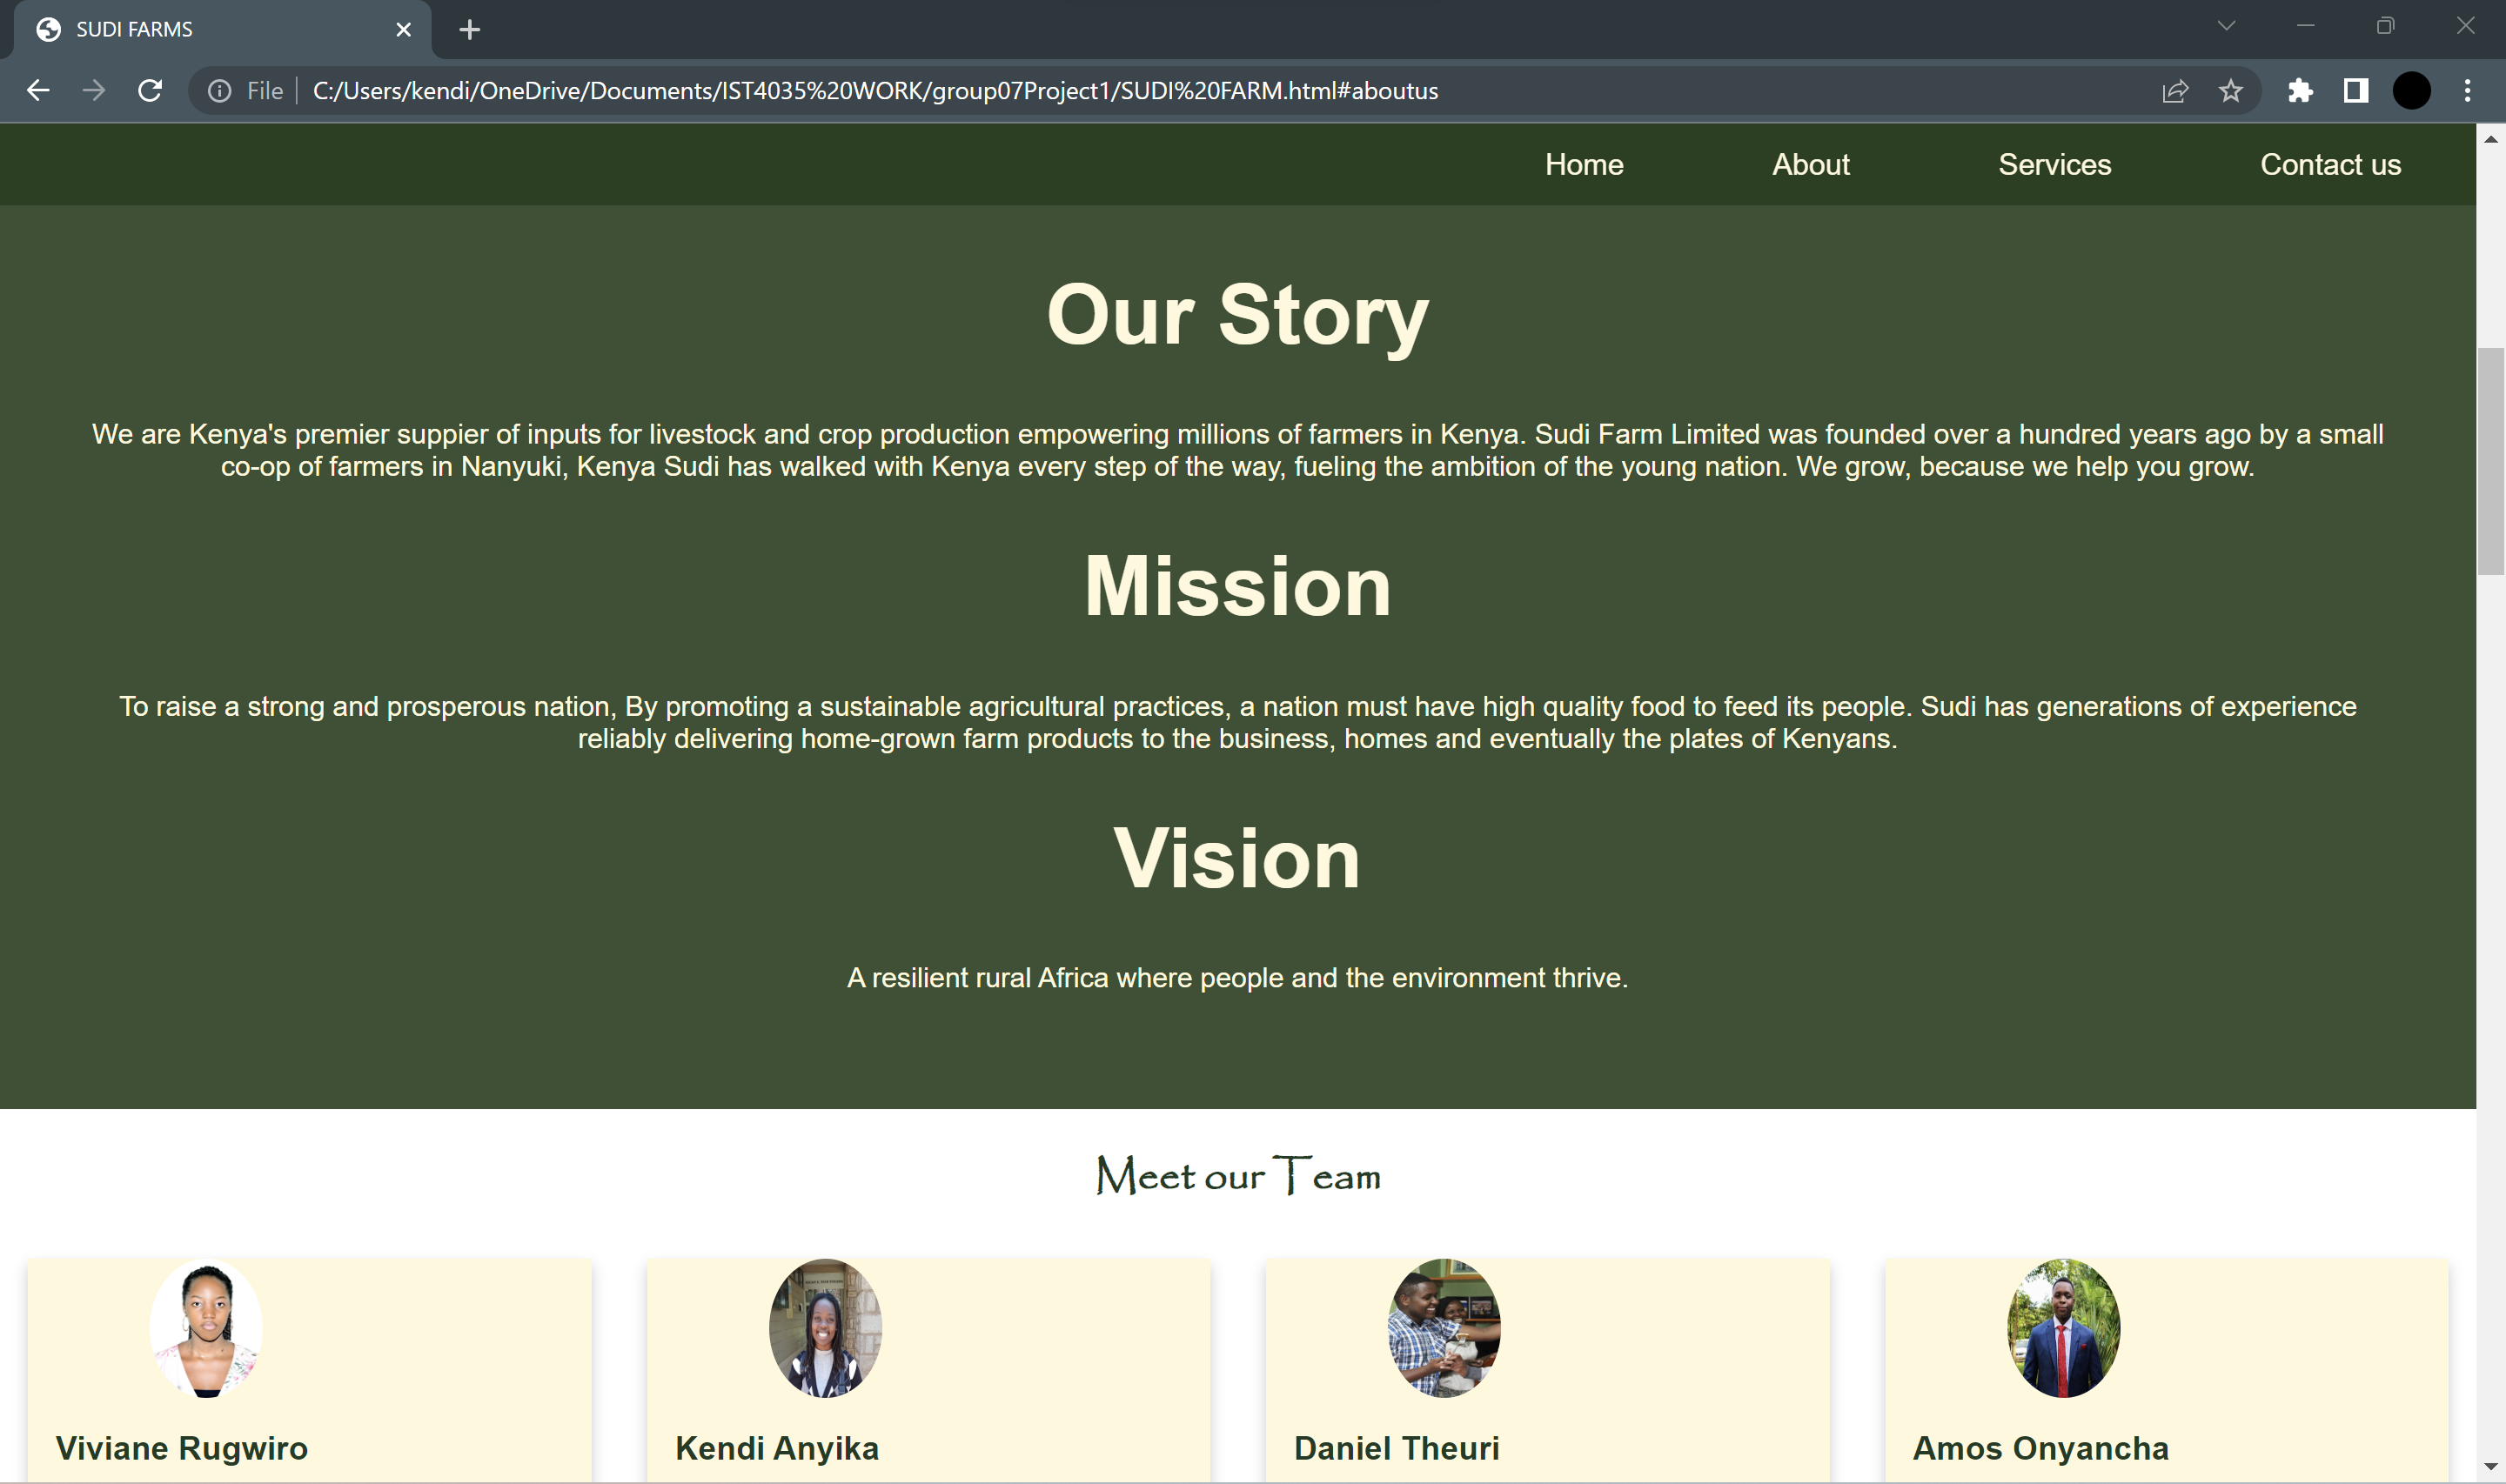 SUDI FARMS
File
C:/Users/kendi/OneDrive/Documents/IST4035%20WORK/group07Project1/SUDI%20FARM.html#aboutus
Home About Services Contact us
Our Story
We are Kenya's premier suppier of inputs for livestock and crop production empowering millions of farmers in Kenya. Sudi Farm Limited was founded over a hundred years ago by a small
co-op of farmers in Nanyuki, Kenya Sudi has walked with Kenya every step of the way, fueling the ambition of the young nation. We grow, because we help you grow.
Mission
To raise a strong and prosperous nation, By promoting a sustainable agricultural practices, a nation must have high quality food to feed its people. Sudi has generations of experience
reliably delivering home-grown farm products to the business, homes and eventually the plates of Kenyans.
Vision
A resilient rural Africa where people and the environment thrive.
Meet our Team
Viviane Rugwiro
Kendi Anyika
Daniel Theuri
Amos Onyancha